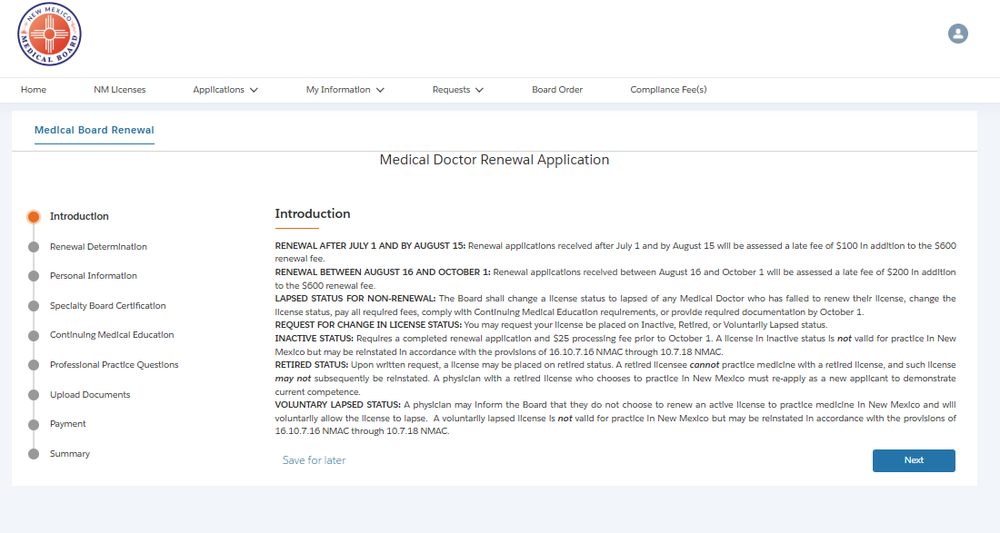 NEW MEXICO
MEDICAL BOARD
Home
NM Licenses
Applications
My Information
Requests
Board Order
Compliance Fee(s)
Medical Board Renewal
Medical Doctor Renewal Application
Introduction
Renewal Determination
Personal Information
Specialty Board Certification
Continuing Medical Education
Professional Practice Questions
Upload Documents
Payment
Summary
Introduction
RENEWAL AFTER JULY 1 AND BY AUGUST 15: Renewal applications received after July 1 and by August 15 will be assessed a late fee of $100 in addition to the $600
renewal fee.
RENEWAL BETWEEN AUGUST 16 AND OCTOBER 1: Renewal applications received between August 16 and October 1 will be assessed a late fee of $200 in addition
to the $600 renewal fee.
LAPSED STATUS FOR NON-RENEWAL: The Board shall change a license status to lapsed of any Medical Doctor who has failed to renew their license, change the
license status, pay all required fees, comply with Continuing Medical Education requirements, or provide required documentation by October 1.
REQUEST FOR CHANGE IN LICENSE STATUS: You may request your license be placed on Inactive, Retired, or Voluntarily Lapsed status.
INACTIVE STATUS: Requires a completed renewal application and $25 processing fee prior to October 1. A license in inactive status is not valid for practice in New
Mexico but may be reinstated in accordance with the provisions of 16.10.7.16 NMAC through 10.7.18 NMAC.
RETIRED STATUS: Upon written request, a license may be placed on retired status. A retired licensee cannot practice medicine with a retired license, and such license
may not subsequently be reinstated. A physician with a retired license who chooses to practice in New Mexico must re-apply as a new applicant to demonstrate
current competence.
VOLUNTARY LAPSED STATUS: A physician may inform the Board that they do not choose to renew an active license to practice medicine in New Mexico and will
voluntarily allow the license to lapse. A voluntarily lapsed license is not valid for practice in New Mexico but may be reinstated in accordance with the provisions of
16.10.7.16 NMAC through 10.7.18 NMAC.
Save for later
Next